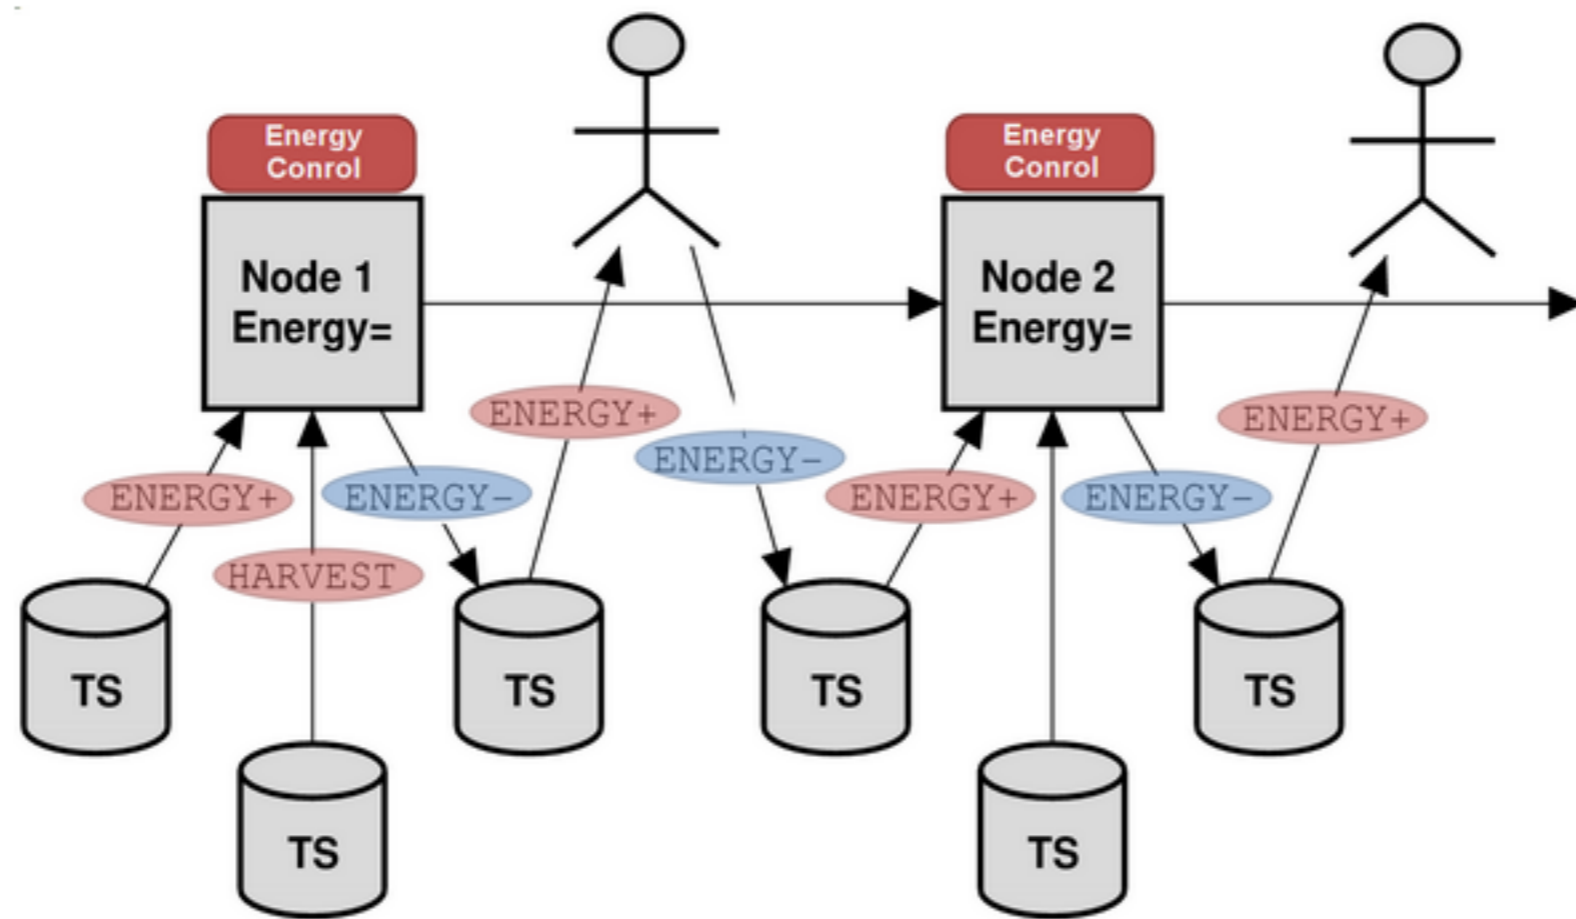 Energy
Conrol
Energy
Conrol
Node 1
Energy=
Node 2
Energy=
ENERGY+
ENERGY+
ENERGY-
ENERGY+
ENERGY-
ENERGY+
ENERGY-
HARVEST
TS
TS
TS
TS
TS
TS